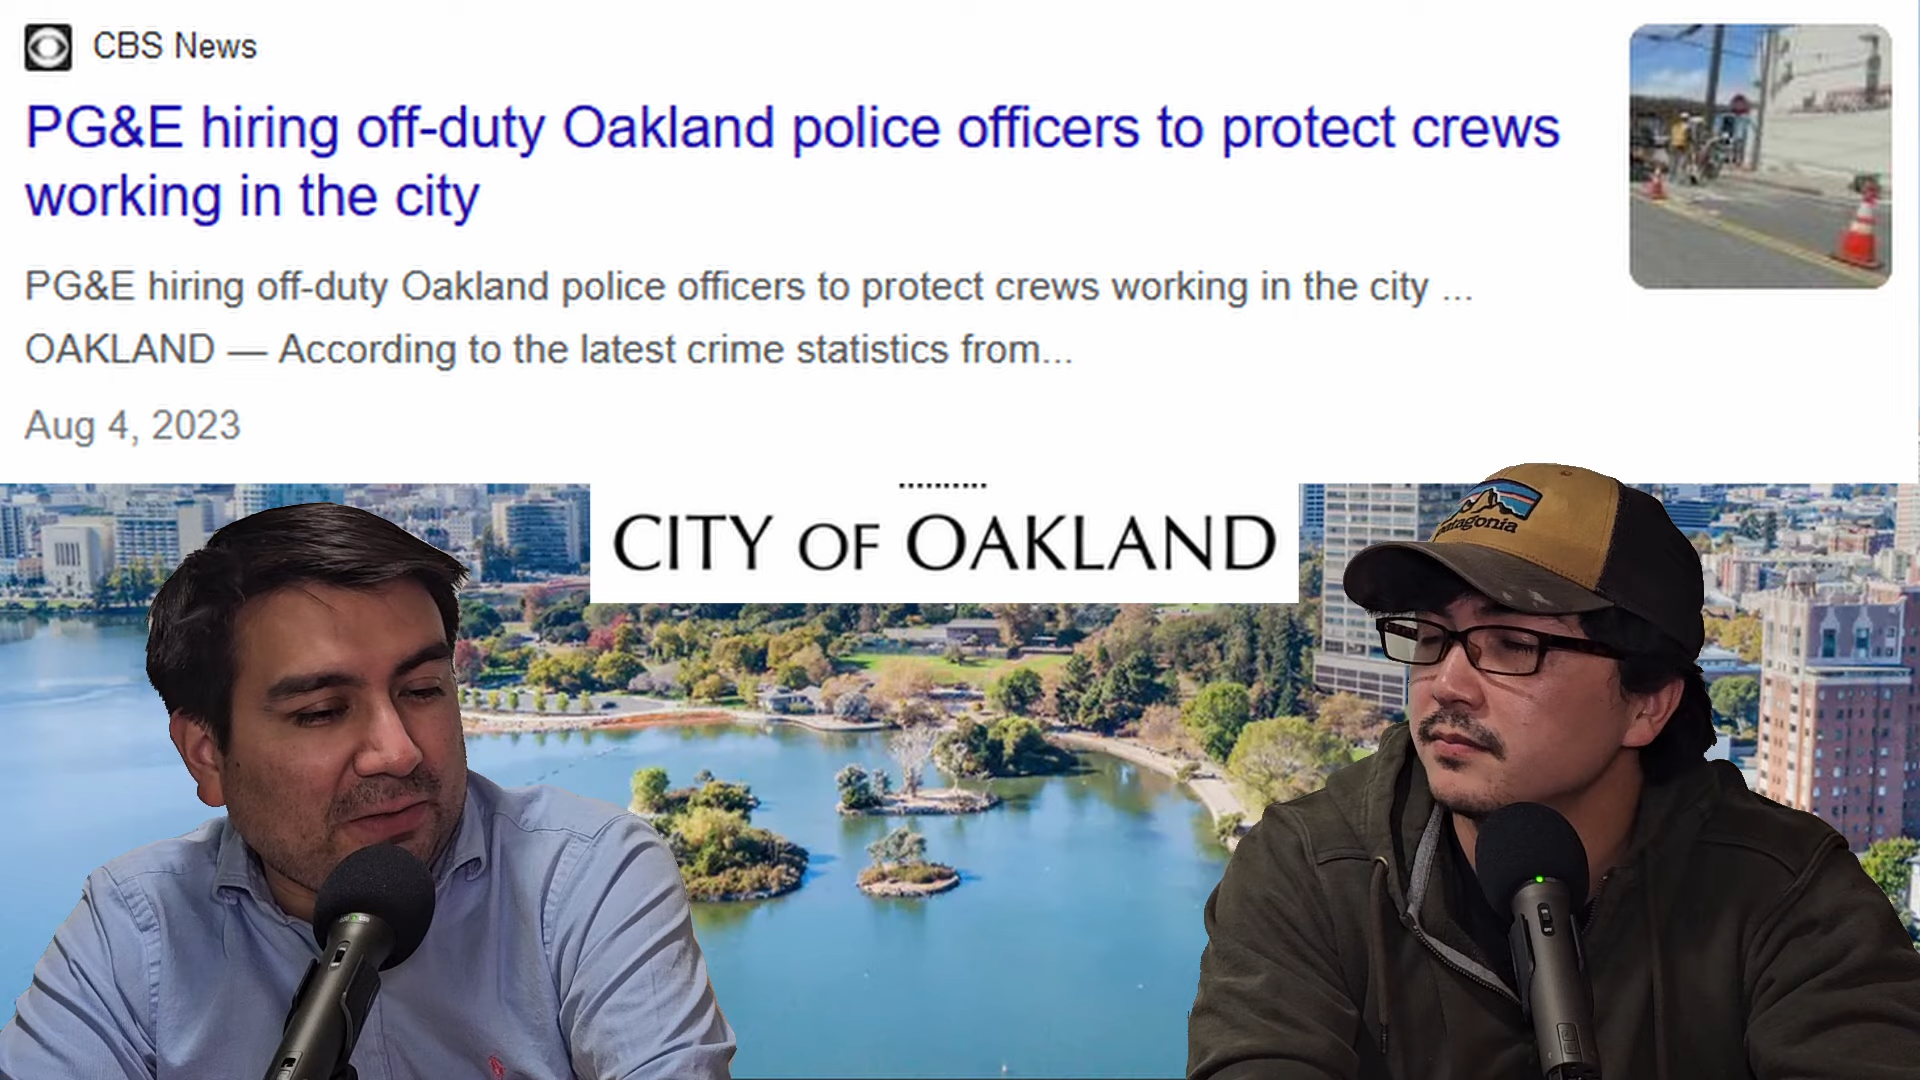 CBS News
PG&E hiring off-duty Oakland police officers to protect crews
working in the city
PG&E hiring off-duty Oakland police officers to protect crews working in the city ...
OAKLAND — According to the latest crime statistics from...
Aug 4, 2023
CITY OF OAKLAND
patagonia